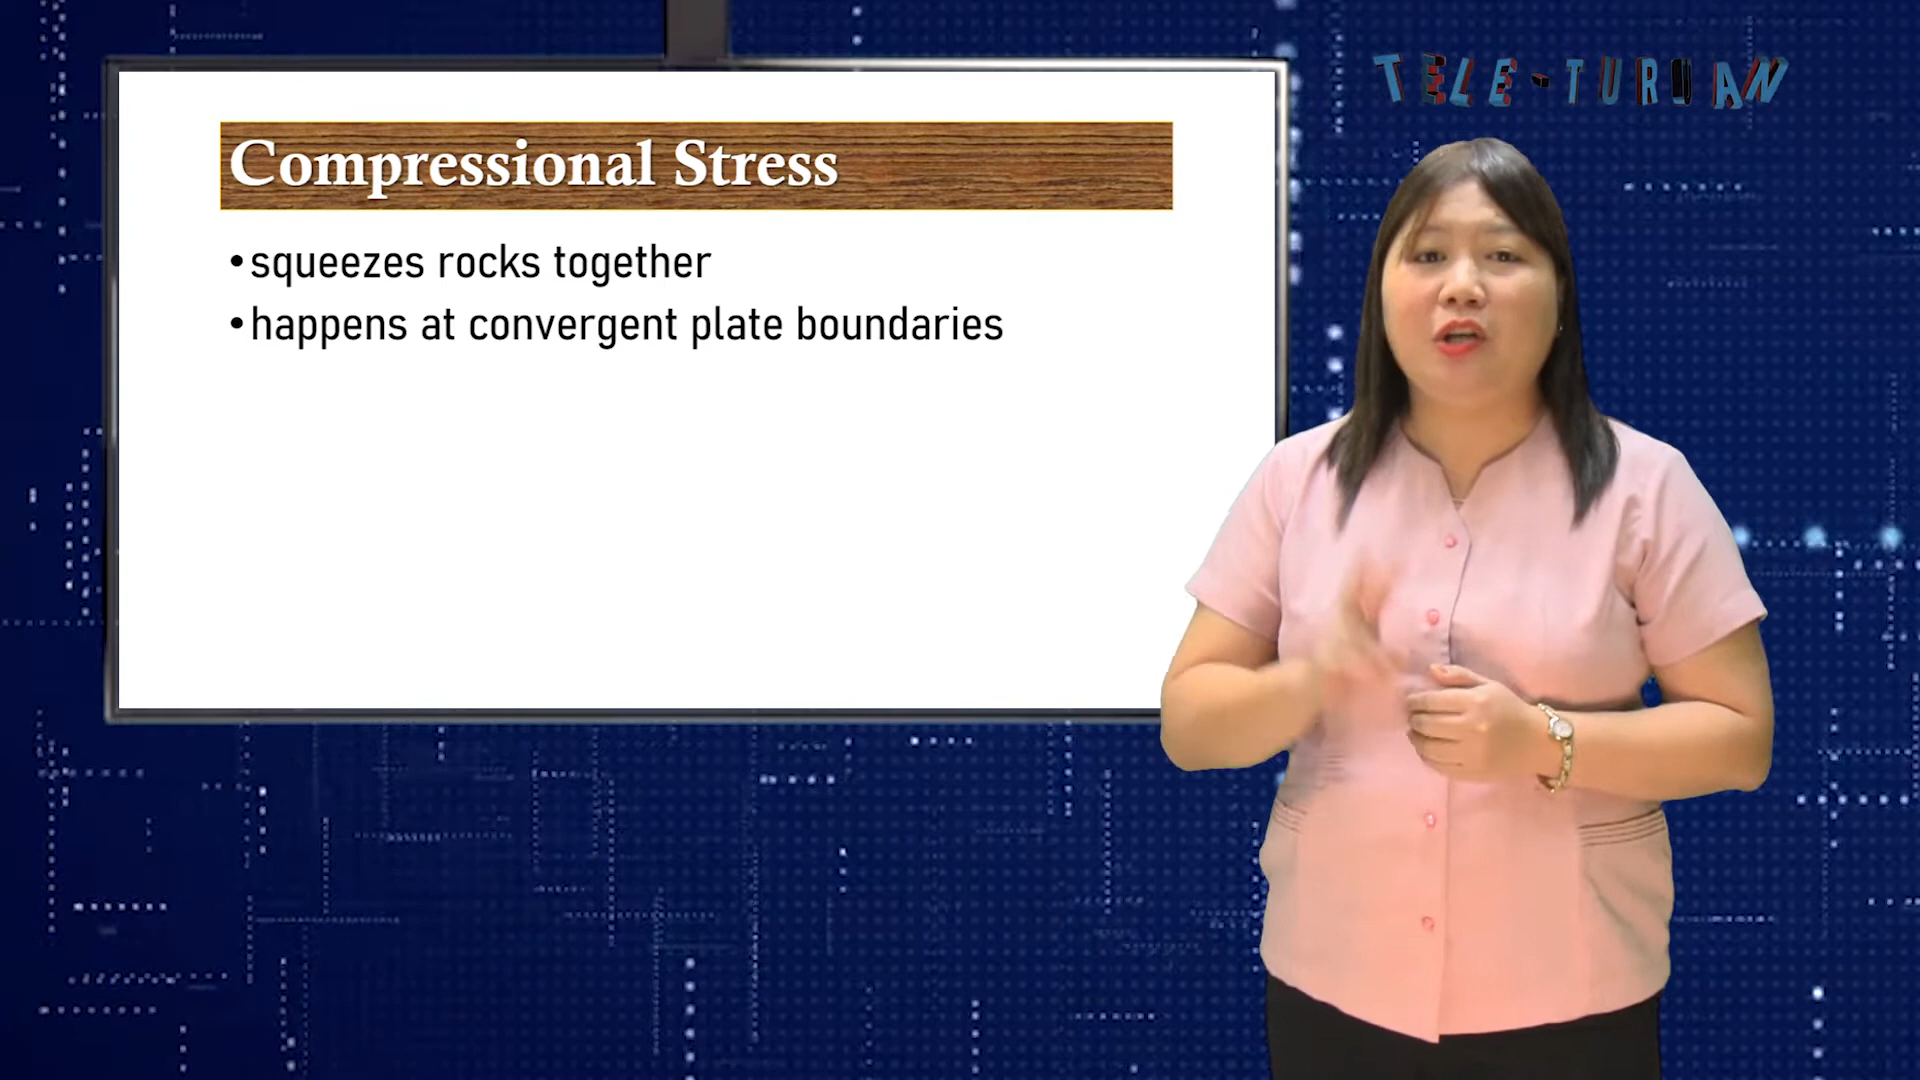 TELE-TURUAN
Compressional Stress
•squeezes rocks together
•happens at convergent plate boundaries